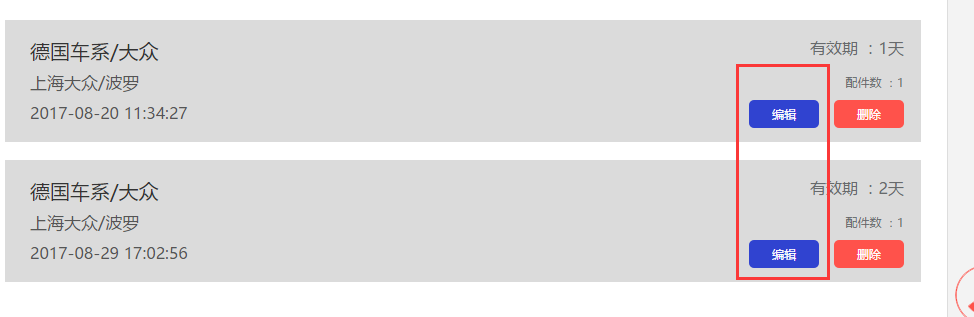 德国车系/大众
有效期 ：1天
上海大众/波罗
配件数 ：1
2017-08-20 11:34:27
编辑
删除
德国车系/大众
有效期 ：2天
上海大众/波罗
配件数 ：1
2017-08-29 17:02:56
编辑
删除